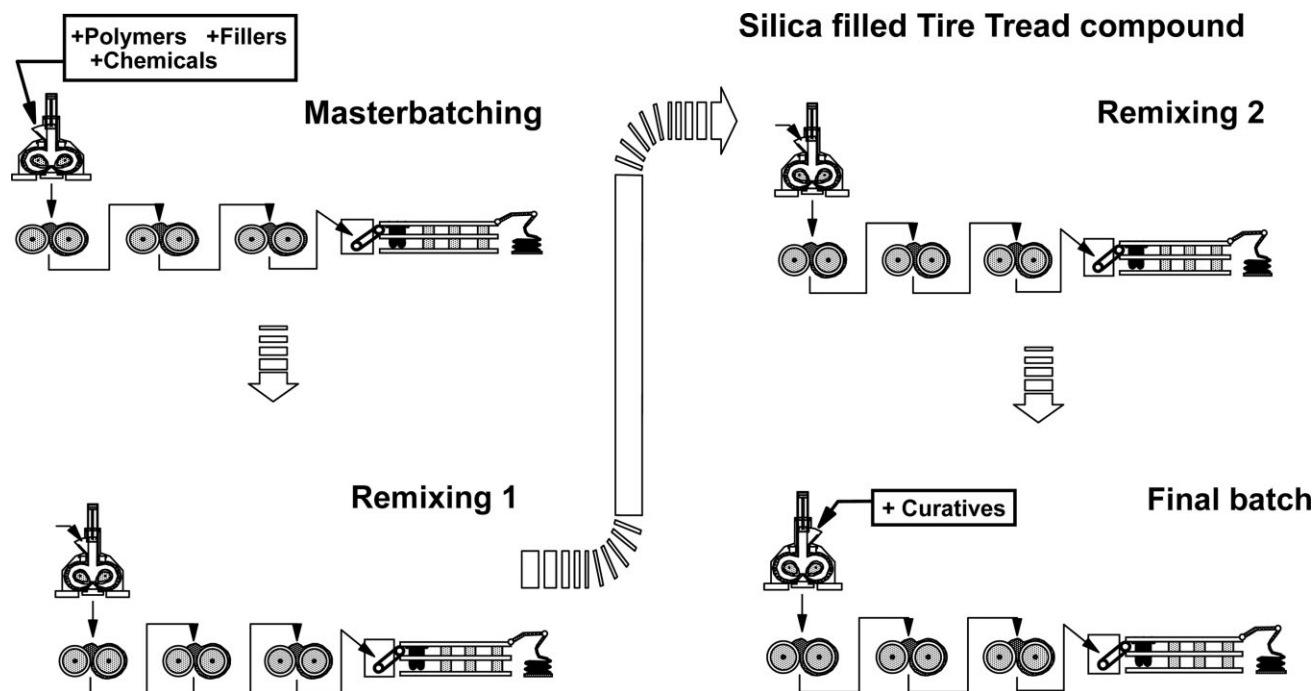 Silica filled Tire Tread compound
+Polymers +Fillers
+Chemicals
Masterbatching
Remixing 1
Remixing 2
+ Curatives
Final batch